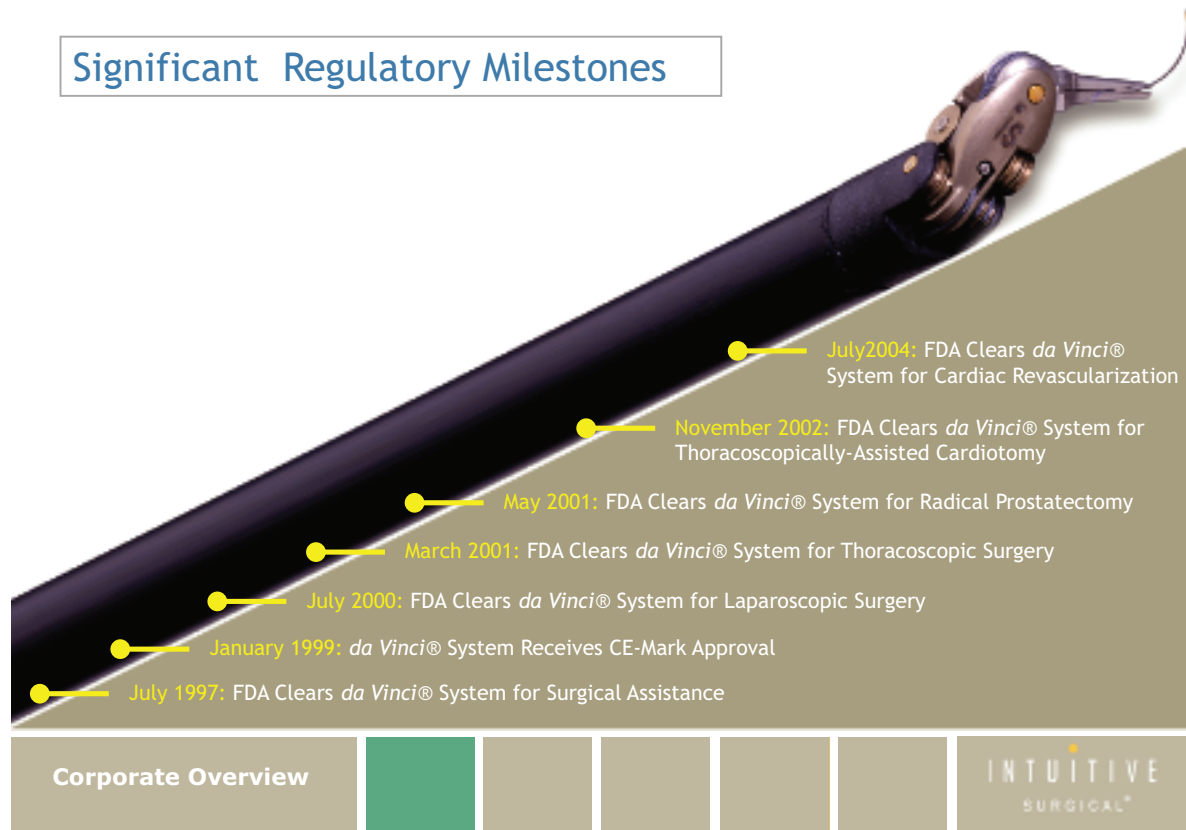 Significant Regulatory Milestones
July2004: FDA Clears da Vinci®
System for Cardiac Revascularization
November 2002: FDA Clears da Vinci® System for
Thoracoscopically-Assisted Cardiotomy
May 2001: FDA Clears da Vinci® System for Radical Prostatectomy
March 2001: FDA Clears da Vinci® System for Thoracoscopic Surgery
July 2000: FDA Clears da Vinci® System for Laparoscopic Surgery
January 1999: da Vinci® System Receives CE-Mark Approval
July 1997: FDA Clears da Vinci® System for Surgical Assistance
Corporate Overview
INTUITIVE
SURGICAL®